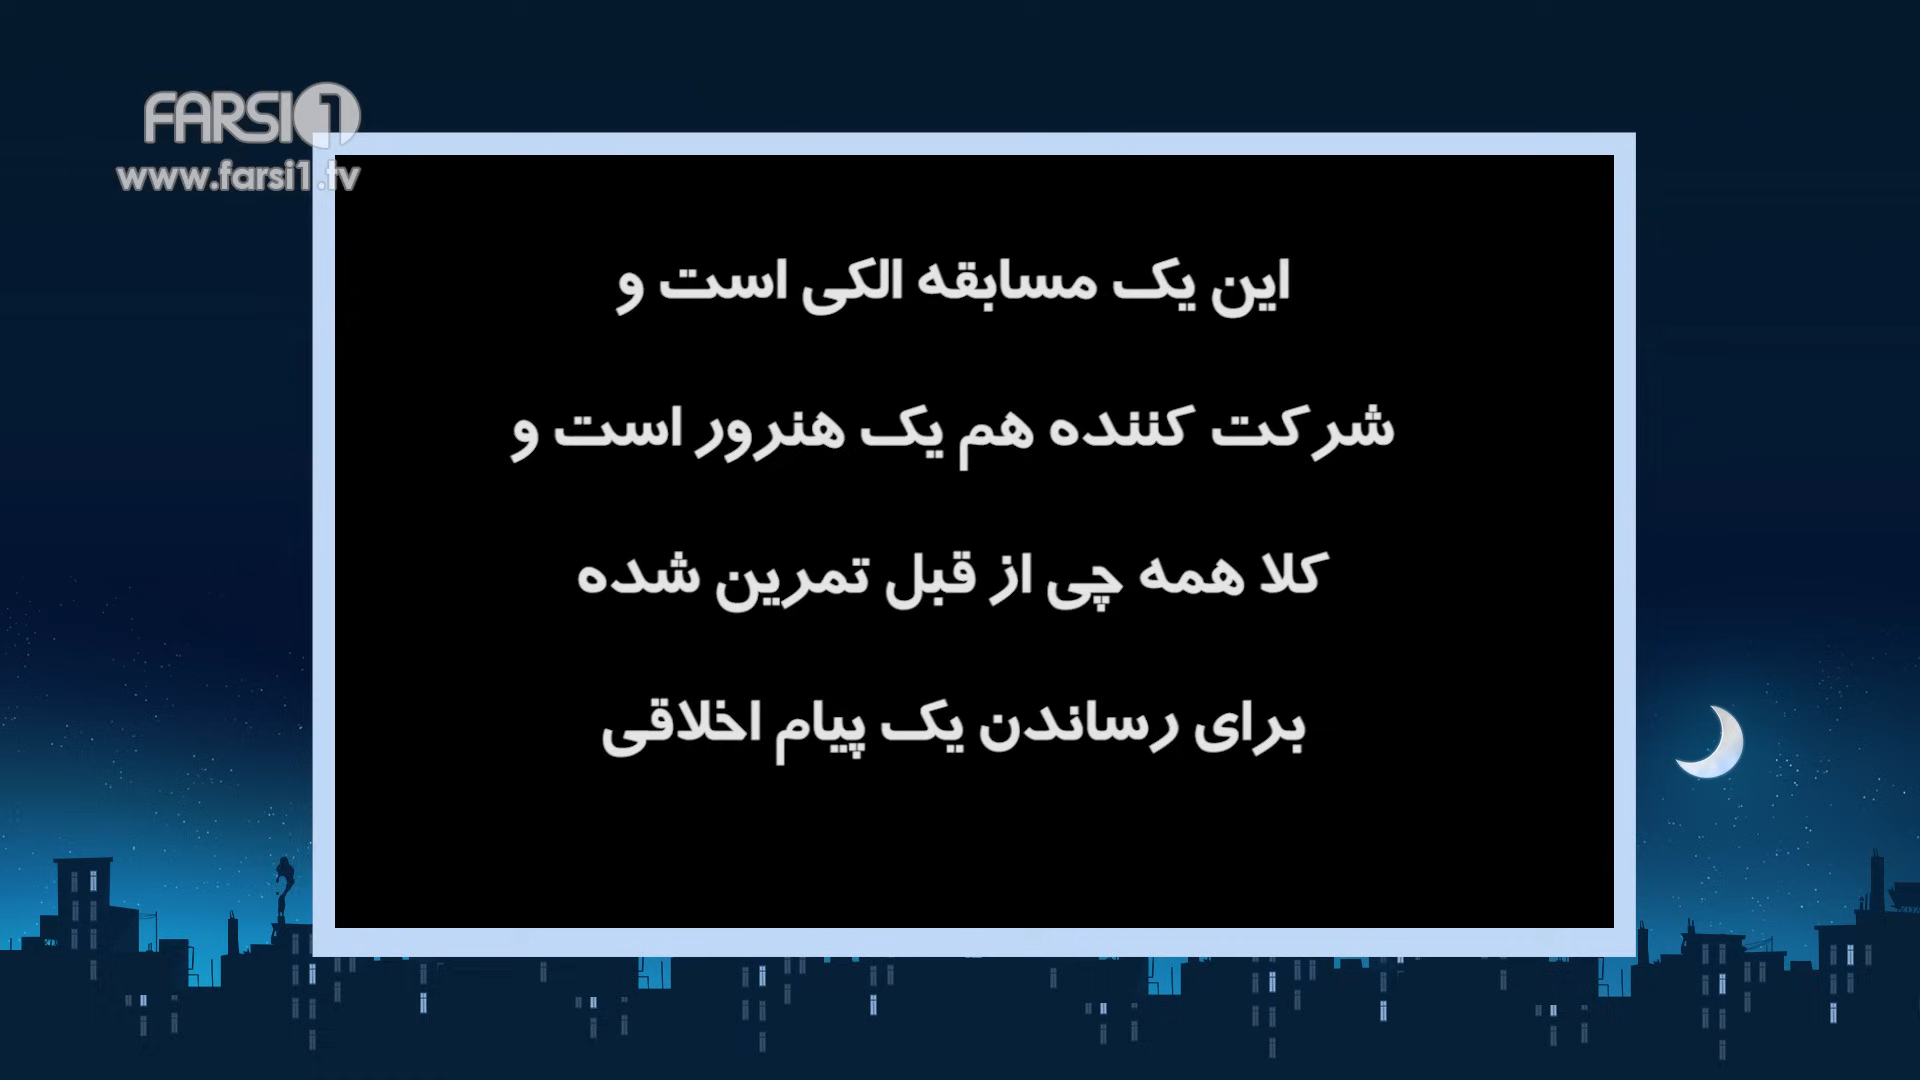 FARSI1
www.farsi1.tv
این یک مسابقه الکی است و
شرکت کننده هم یک هنرور است و
کلا همه چی از قبل تمرین شده
برای رساندن یک پیام اخلاقی